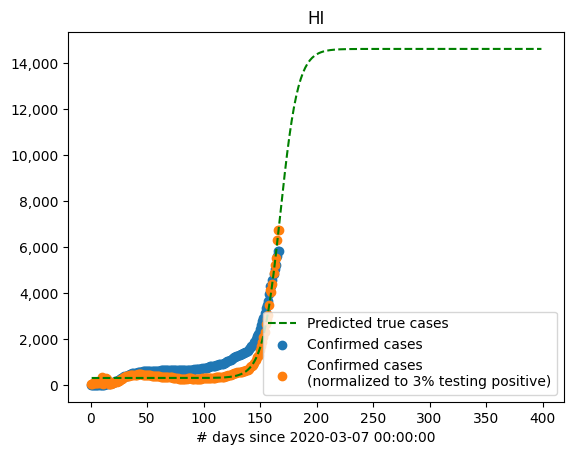 HI
14,000
12,000
10,000
8,000
6,000
4,000
2,000
0
Predicted true cases
Confirmed cases
Confirmed cases
(normalized to 3% testing positive)
0 50 100 150 200 250 300 350 400
# days since 2020-03-07 00:00:00